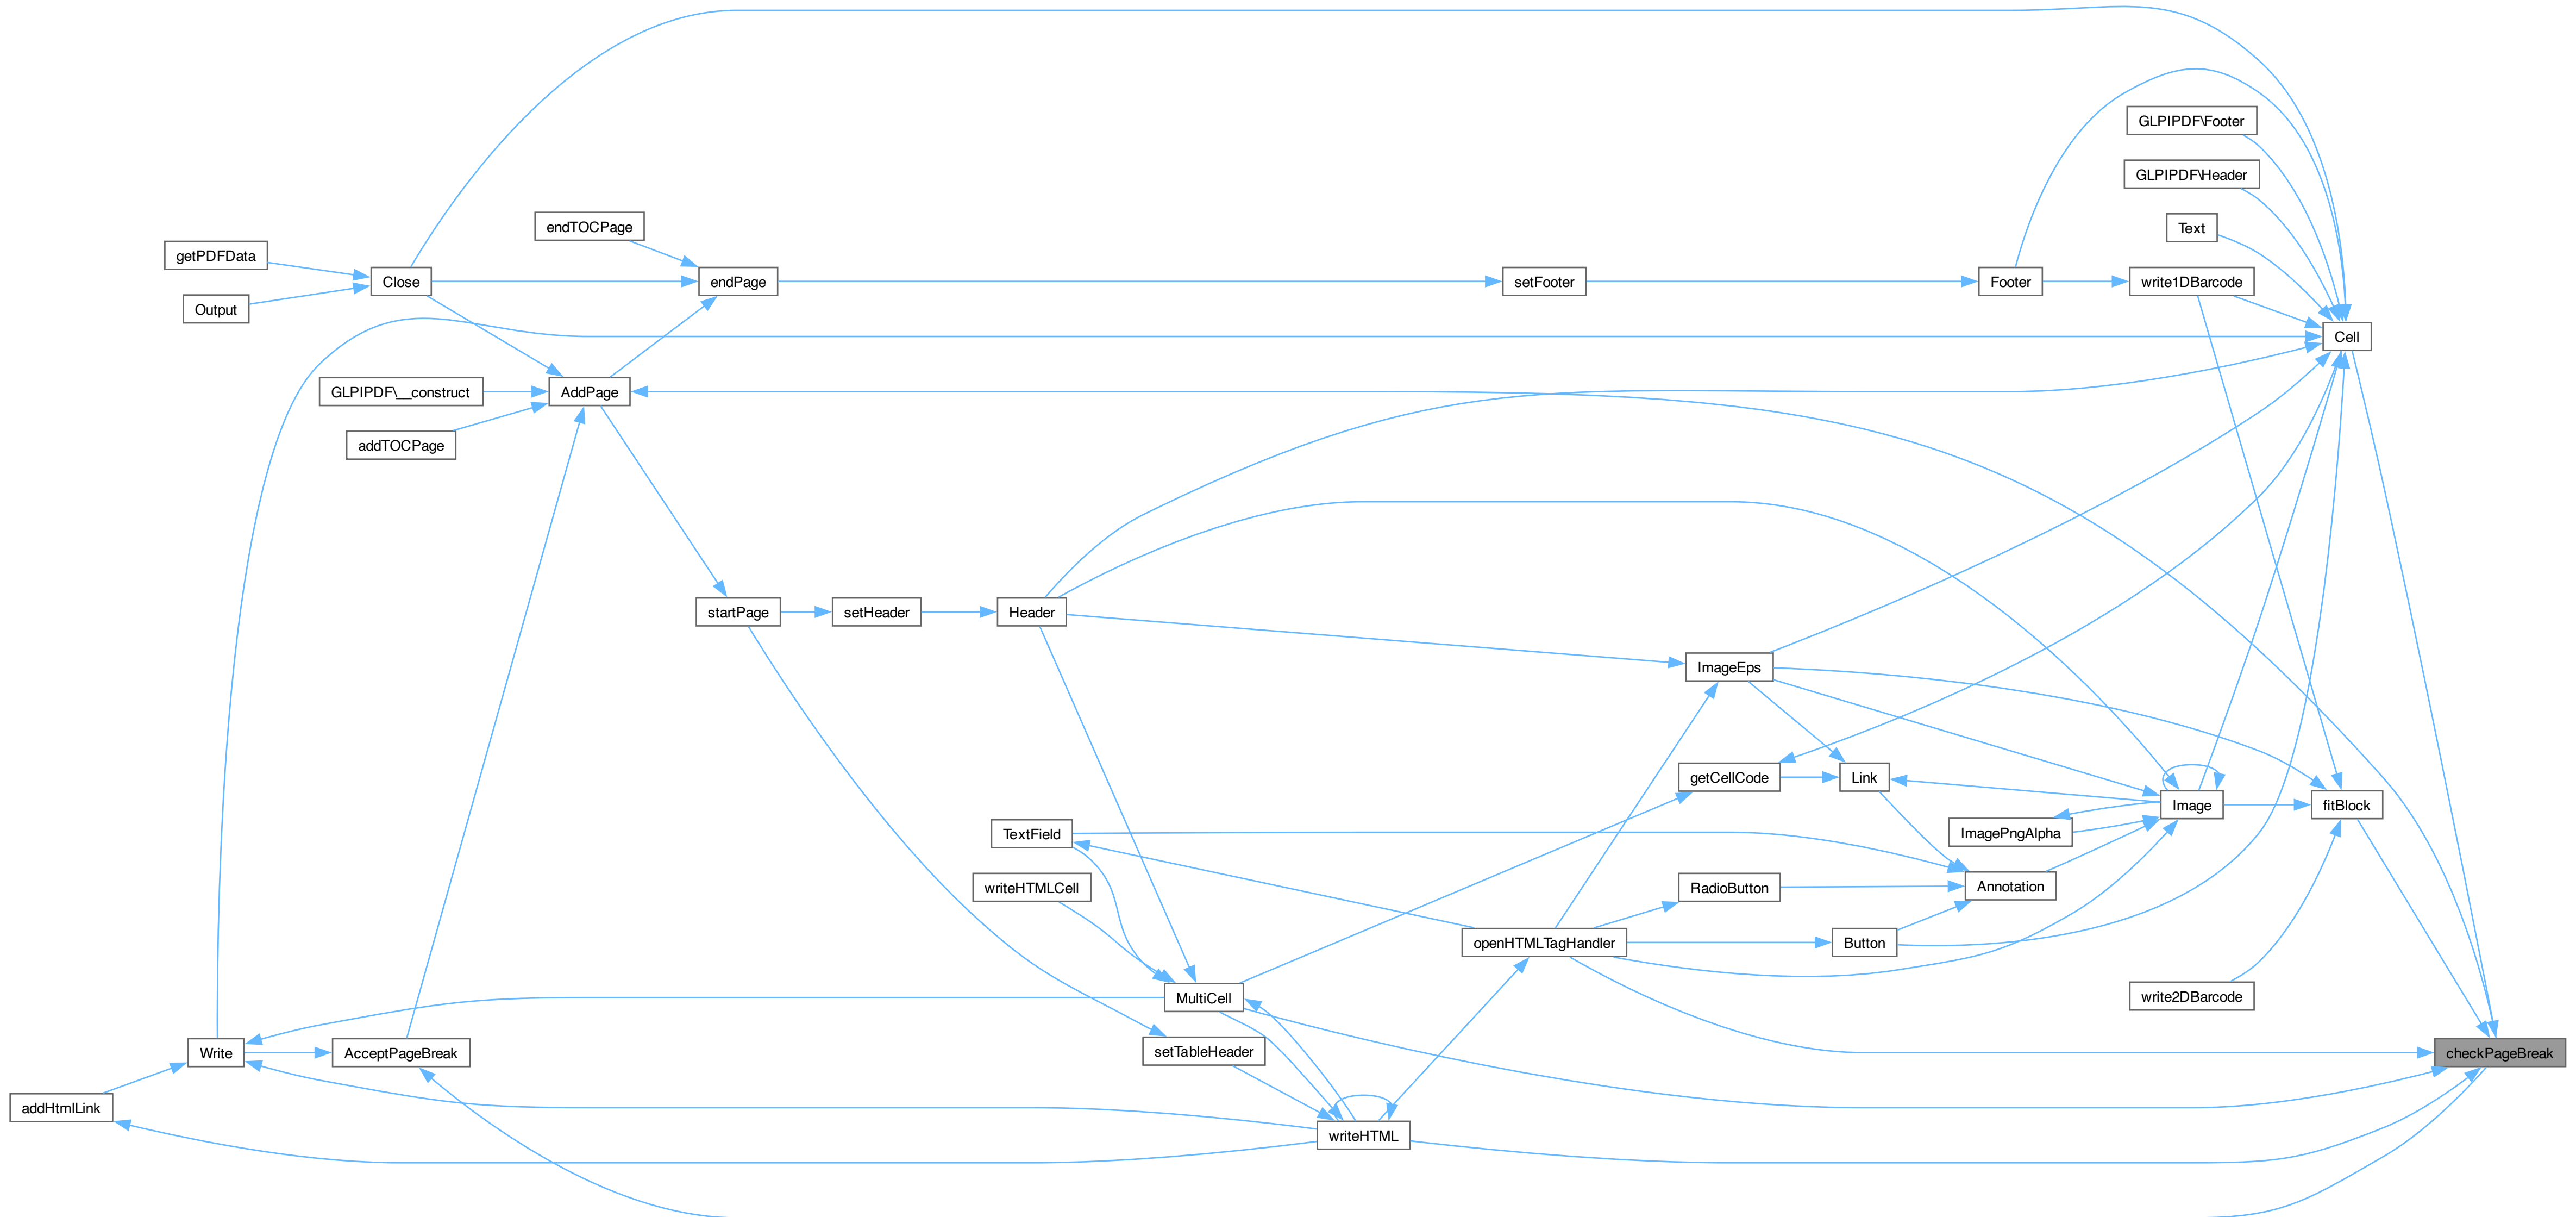 GLPIPDF\Footer
GLPIPDF\Header
Text
endTOCPage
getPDFData
Close
endPage
setFooter
Footer
write1DBarcode
Output
Cell
GLPIPDF\__construct
AddPage
addTOCPage
startPage
setHeader
Header
ImageEps
getCellCode
Link
Image
fitBlock
TextField
ImagePngAlpha
writeHTMLCell
RadioButton
Annotation
openHTMLTagHandler
Button
MultiCell
write2DBarcode
Write
AcceptPageBreak
setTableHeader
checkPageBreak
addHtmlLink
writeHTML